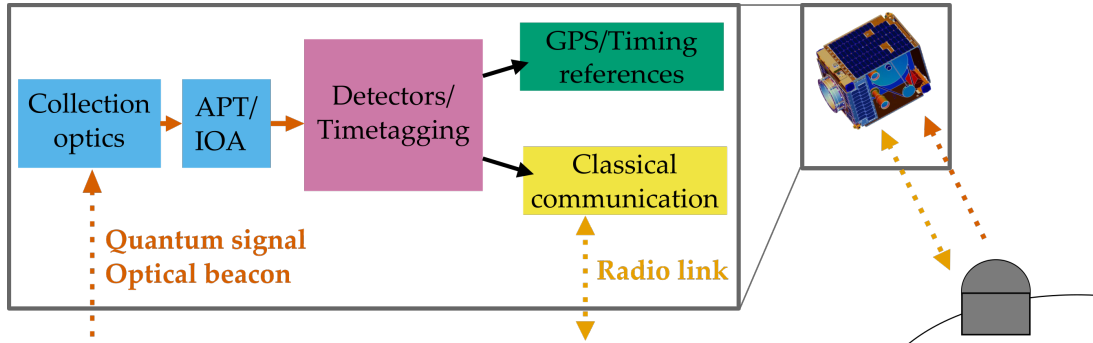 Collection
optics
APT/
IOA
Detectors/
Timetagging
GPS/Timing
references
Classical
communication
Quantum signal
Optical beacon
Radio link